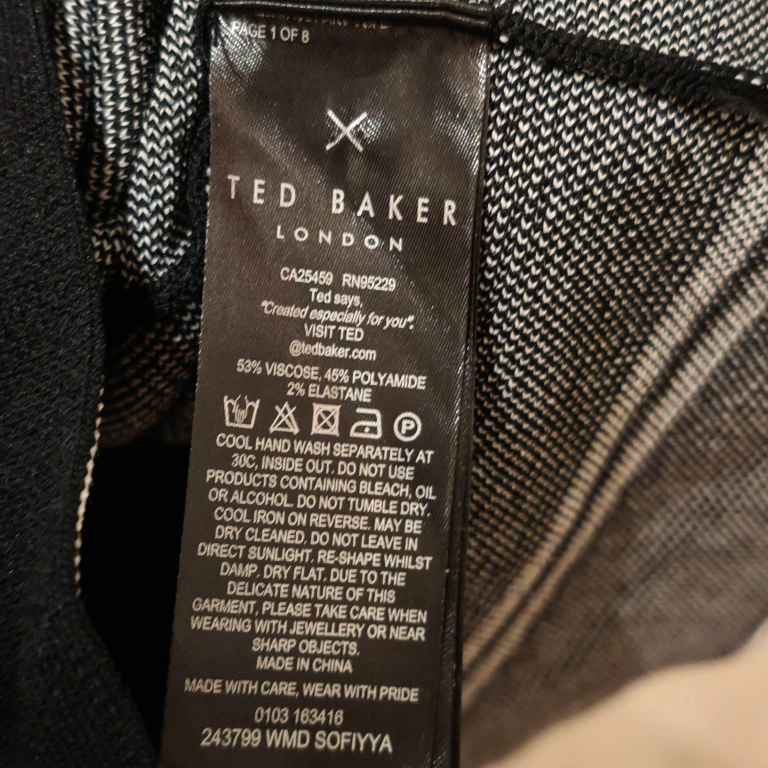 PAGE 1 OF 8
TED BAKER
LONDON
CA25459 RN95229
Ted says,
"Created especially for you".
VISIT TED
@tedbaker.com
53% VISCOSE, 45% POLYAMIDE
2% ELASTANE
P
COOL HAND WASH SEPARATELY AT
30C, INSIDE OUT. DO NOT USE
PRODUCTS CONTAINING BLEACH, OIL
OR ALCOHOL. DO NOT TUMBLE DRY.
COOL IRON ON REVERSE. MAY BE
DRY CLEANED. DO NOT LEAVE IN
DIRECT SUNLIGHT. RE-SHAPE WHILST
DAMP. DRY FLAT. DUE TO THE
DELICATE NATURE OF THIS
GARMENT, PLEASE TAKE CARE WHEN
WEARING WITH JEWELLERY OR NEAR
SHARP OBJECTS.
MADE IN CHINA
MADE WITH CARE, WEAR WITH PRIDE
0103 163416
243799 WMD SOFIYYA